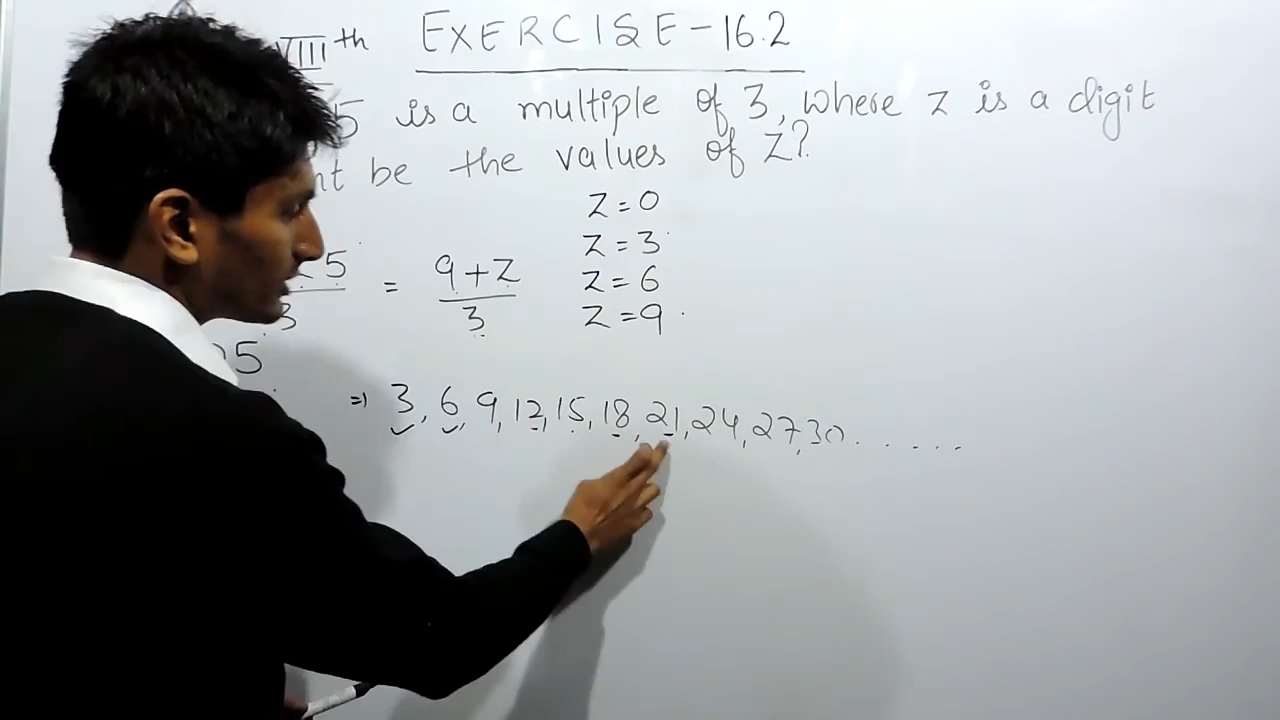 VIIIth EXERCISE-16.2
5 is a multiple of 3, where z is a digit
be the values of z?
z=0
z=3
z=6
z=9
5 = 9+z
3 3
5
⇒ 3, 6, 9, 12, 15, 18, 21, 24, 27, 30......